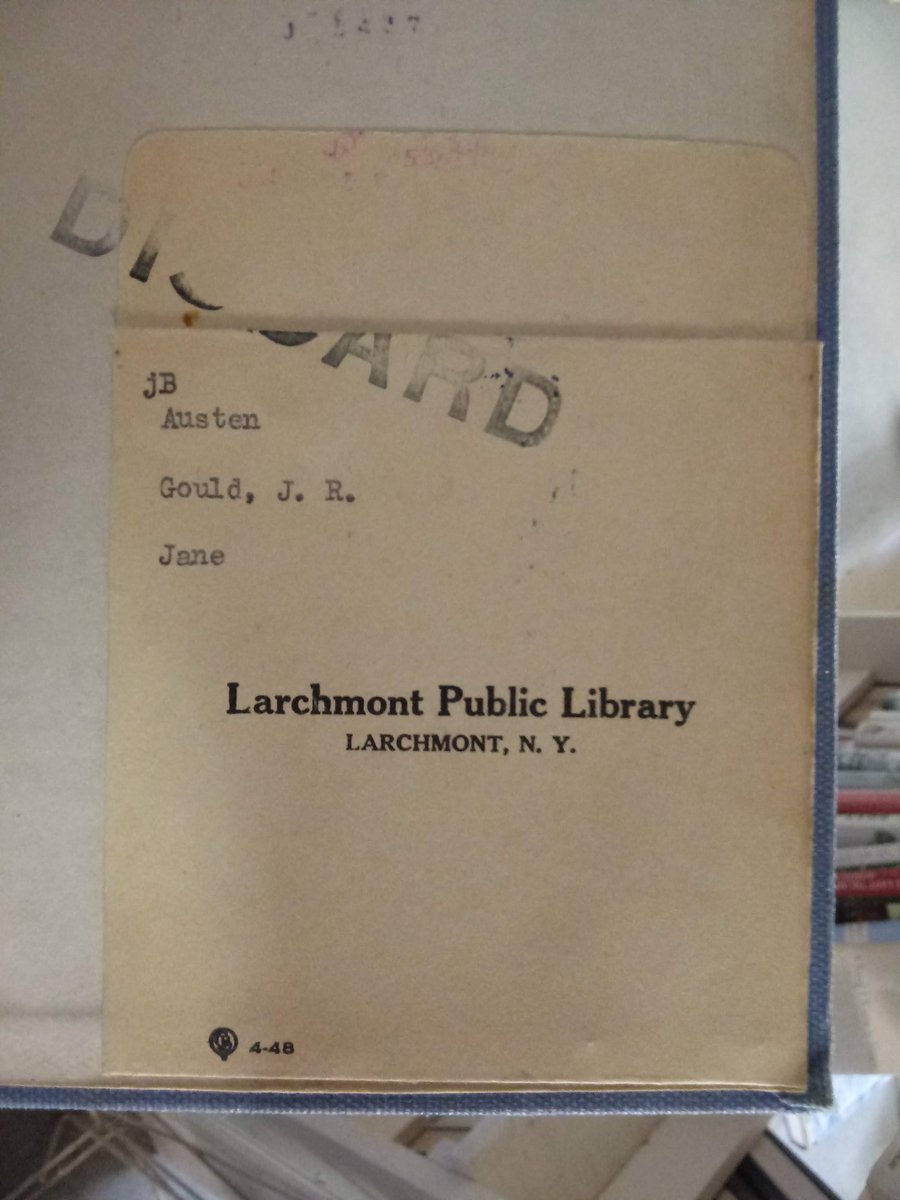 DISCARD
jB
Austen
Gould, J. R.
Jane
Larchmont Public Library
LARCHMONT, N. Y.
4-48